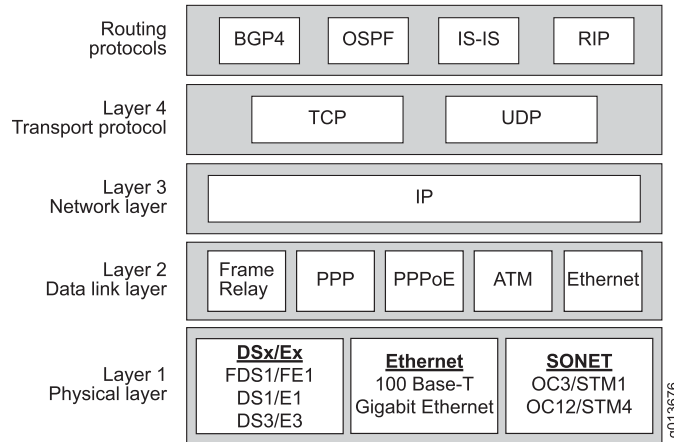 Routing
protocols
BGP4
OSPF
IS-IS
RIP
Layer 4
Transport protocol
TCP
UDP
Layer 3
Network layer
IP
Layer 2
Data link layer
Frame
Relay
PPP
PPPoE
ATM
Ethernet
Layer 1
Physical layer
DSx/Ex
FDS1/FE1
DS1/E1
DS3/E3
Ethernet
100 Base-T
Gigabit Ethernet
SONET
OC3/STM1
OC12/STM4
g013676